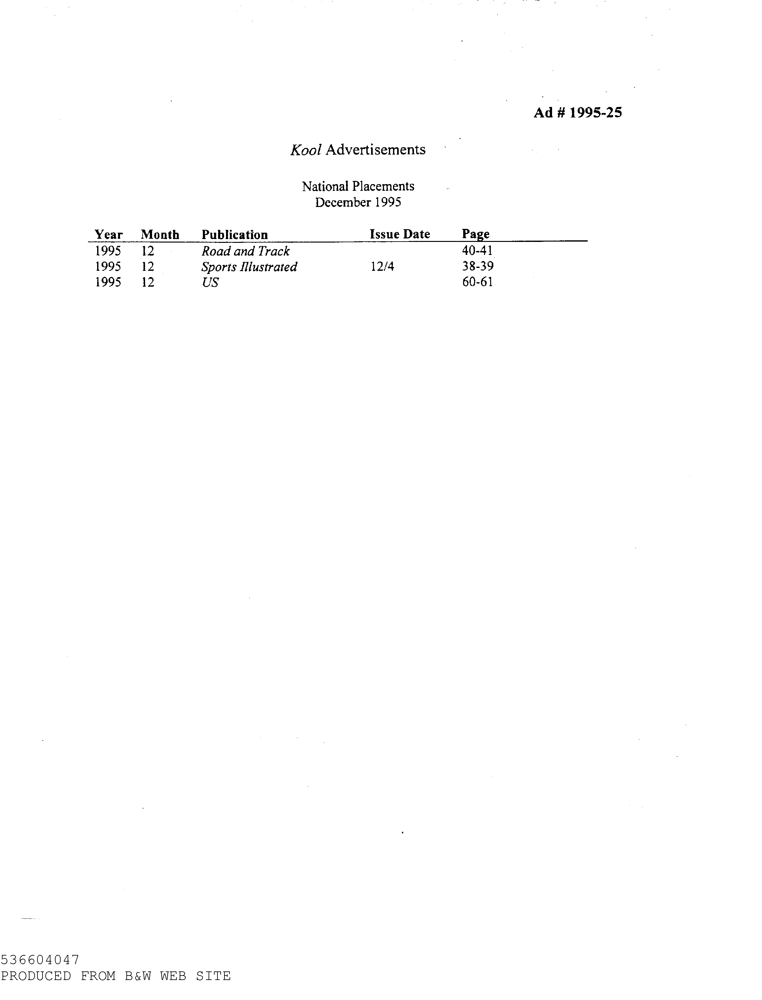 Ad # 1995-25
Kool Advertisements
National Placements
December 1995
Year Month Publication Issue Date Page
1995 12 Road and Track 40-41
1995 12 Sports Illustrated 12/4 38-39
1995 12 US 60-61
536604047
PRODUCED FROM B&W WEB SITE